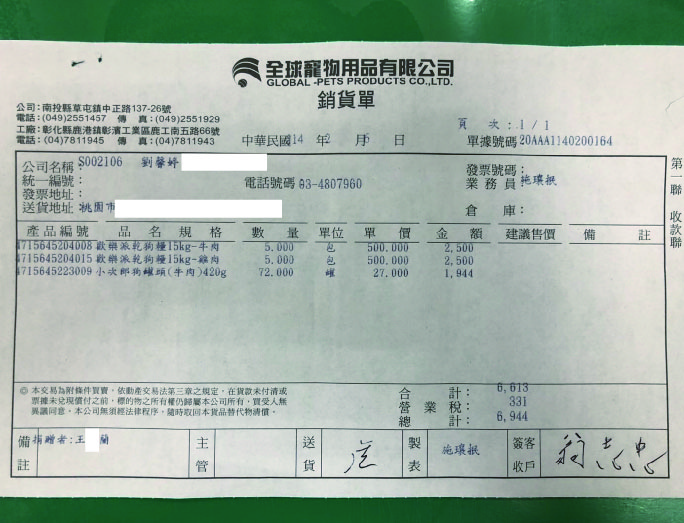 全球寵物用品有限公司
GLOBAL -PETS PRODUCTS CO.,LTD.
銷貨單
公司：南投縣草屯鎮中正路137-26號
電話：(049)2551457 傳 真：(049)2551929
工廠：彰化縣鹿港鎮彰濱工業區鹿工南五路66號
電話：(04)7811945 傳 真：(04)7811943
中華民國114年 2 月 5 日
頁 次：1 / 1
單據號碼 20AAA1140200164
公司名稱：S002106 劉馨婷
統一編號：
電話號碼 03-4807960
發票地址：
送貨地址：桃園市
發票號碼：
業務員：施瓖珉
倉 庫：
產品編號 品 名 規 格 數 量 單位 單 價 金 額 建議售價 備 註
4715645204008 歡樂派乾狗糧15kg-牛肉 5.000 包 500.000 2,500
4715645204015 歡樂派乾狗糧15kg-雞肉 5.000 包 500.000 2,500
4715645223009 小次郎狗罐頭(牛肉)420g 72.000 罐 27.000 1,944
◎ 本交易為附條件買賣，依動產交易法第三章之規定，在貨款未付清或
票據未兌現償付之前，標的物之所有權仍歸屬本公司所有，買受人無
異議同意。本公司無須經法律程序，隨時取回本貨品替代物清償。
合 計： 6,613
營 業 稅： 331
總 計： 6,944
備註 捐贈者：王 蘭 主管 送貨 製表 施瓖珉 客戶簽收 翁志忠
第一聯 收款聯